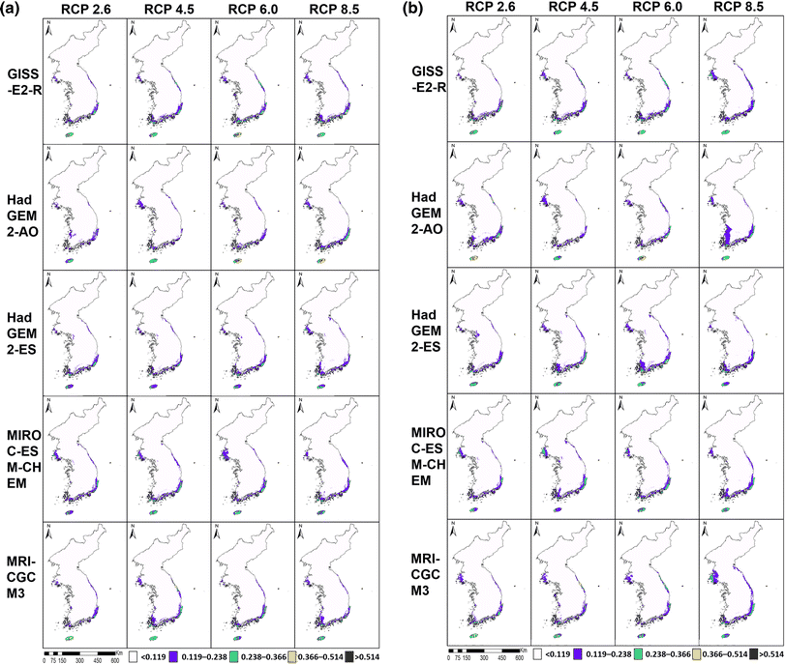 (a)
RCP 2.6 RCP 4.5 RCP 6.0 RCP 8.5
GISS
-E2-R
Had
GEM
2-AO
Had
GEM
2-ES
MIRO
C-ES
M-CH
EM
MRI-
CGC
M3
0 75 150 300 450 600 Km
<0.119 0.119–0.238 0.238–0.366 0.366–0.514 >0.514
(b)
RCP 2.6 RCP 4.5 RCP 6.0 RCP 8.5
GISS
-E2-R
Had
GEM
2-AO
Had
GEM
2-ES
MIRO
C-ES
M-CH
EM
MRI-
CGC
M3
0 75 150 300 450 600 Km
<0.119 0.119–0.238 0.238–0.366 0.366–0.514 >0.514